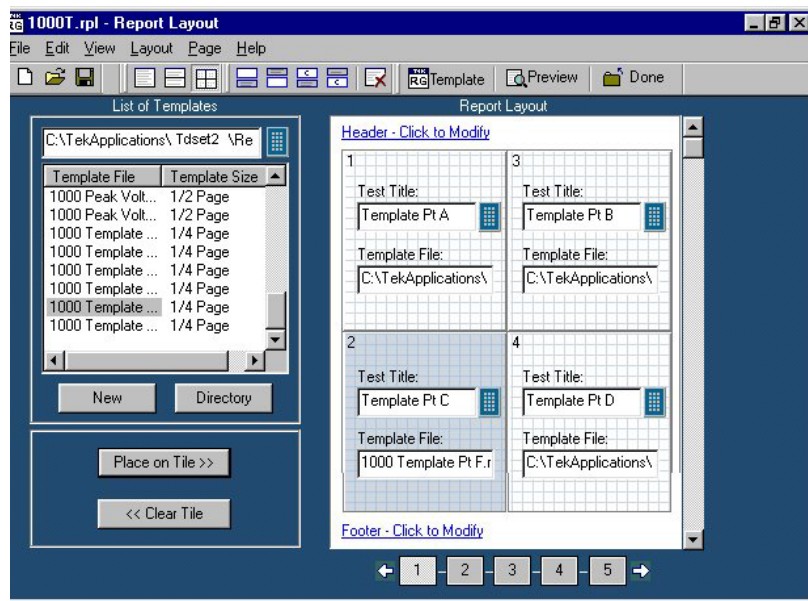 1000T.rpl - Report Layout
File Edit View Layout Page Help
RG Template Preview Done
List of Templates
C:\TekApplications\ Tdset2 \Re
Template File Template Size
1000 Peak Volt... 1/2 Page
1000 Peak Volt... 1/2 Page
1000 Template ... 1/4 Page
1000 Template ... 1/4 Page
1000 Template ... 1/4 Page
1000 Template ... 1/4 Page
1000 Template ... 1/4 Page
1000 Template ... 1/4 Page
New Directory
Place on Tile >>
<< Clear Tile
Report Layout
Header - Click to Modify
1
Test Title:
Template Pt A
Template File:
C:\TekApplications\
3
Test Title:
Template Pt B
Template File:
C:\TekApplications\
2
Test Title:
Template Pt C
Template File:
1000 Template Pt F.r
4
Test Title:
Template Pt D
Template File:
C:\TekApplications\
Footer - Click to Modify
1 - 2 - 3 - 4 - 5